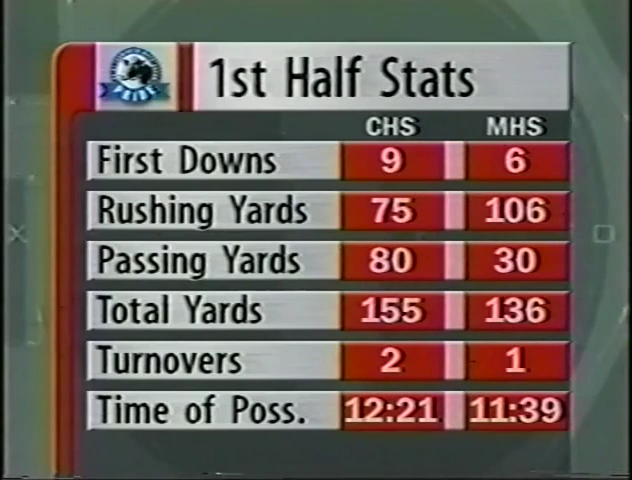 PRIDE
1st Half Stats
CHS MHS
First Downs 9 6
Rushing Yards 75 106
Passing Yards 80 30
Total Yards 155 136
Turnovers 2 1
Time of Poss. 12:21 11:39